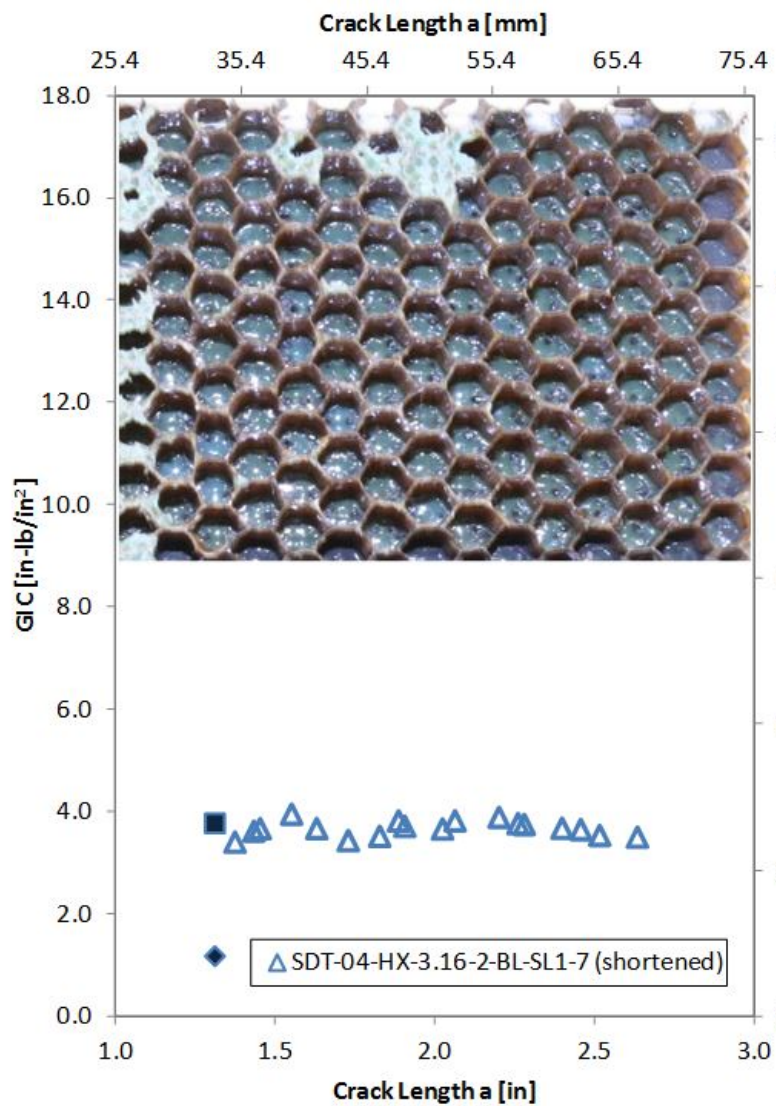 Crack Length a [mm]
25.4 35.4 45.4 55.4 65.4 75.4
18.0
16.0
14.0
12.0
10.0
8.0
6.0
4.0
2.0
0.0
GIC [in-lb/in²]
SDT-04-HX-3.16-2-BL-SL1-7 (shortened)
1.0 1.5 2.0 2.5 3.0
Crack Length a [in]